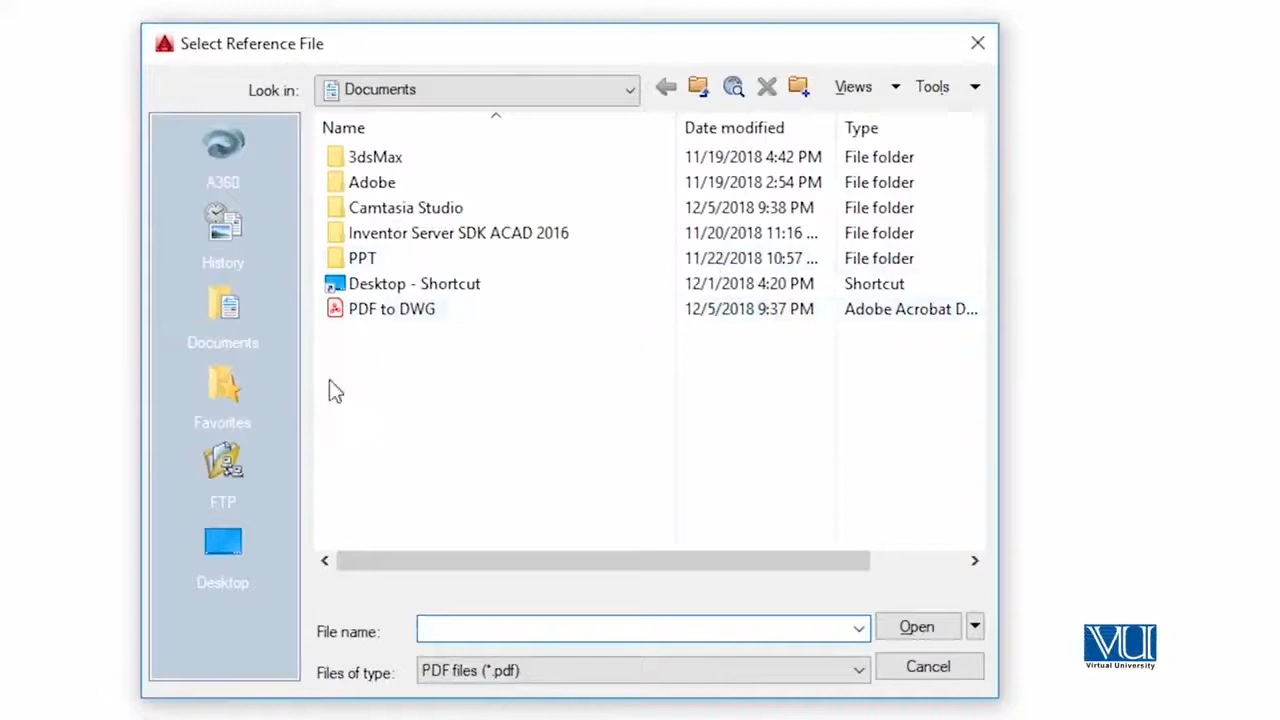 Select Reference File
Look in: Documents Views Tools
Name Date modified Type
3dsMax 11/19/2018 4:42 PM File folder
Adobe 11/19/2018 2:54 PM File folder
Camtasia Studio 12/5/2018 9:38 PM File folder
Inventor Server SDK ACAD 2016 11/20/2018 11:16 ... File folder
PPT 11/22/2018 10:57 ... File folder
Desktop - Shortcut 12/1/2018 4:20 PM Shortcut
PDF to DWG 12/5/2018 9:37 PM Adobe Acrobat D...
A360
History
Documents
Favorites
FTP
Desktop
File name: Open
Files of type: PDF files (*.pdf) Cancel
VU
Virtual University